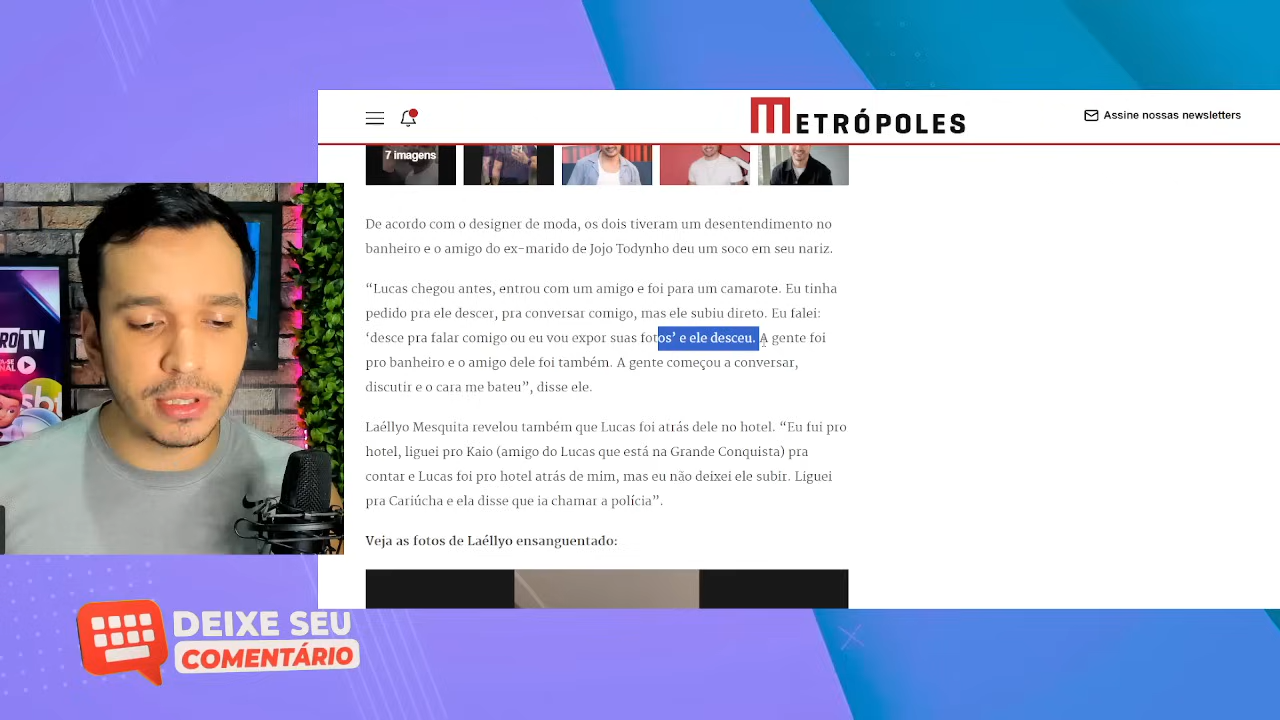 METRÓPOLES
Assine nossas newsletters
7 imagens
De acordo com o designer de moda, os dois tiveram um desentendimento no
banheiro e o amigo do ex-marido de Jojo Todynho deu um soco em seu nariz.
“Lucas chegou antes, entrou com um amigo e foi para um camarote. Eu tinha
pedido pra ele descer, pra conversar comigo, mas ele subiu direto. Eu falei:
‘desce pra falar comigo ou eu vou expor suas fotos’ e ele desceu. A gente foi
pro banheiro e o amigo dele foi também. A gente começou a conversar,
discutir e o cara me bateu”, disse ele.
Laéllyo Mesquita revelou também que Lucas foi atrás dele no hotel. “Eu fui pro
hotel, liguei pro Kaio (amigo do Lucas que está na Grande Conquista) pra
contar e Lucas foi pro hotel atrás de mim, mas eu não deixei ele subir. Liguei
pra Cariúcha e ela disse que ia chamar a polícia”.
Veja as fotos de Laéllyo ensanguentado:
TV
sbt
DEIXE SEU
COMENTÁRIO